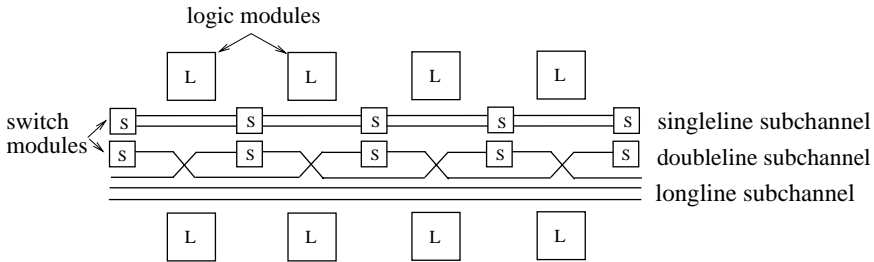 logic modules
L L L L
switch
modules
S S S S S
singleline subchannel
S S S S S
doubleline subchannel
longline subchannel
L L L L